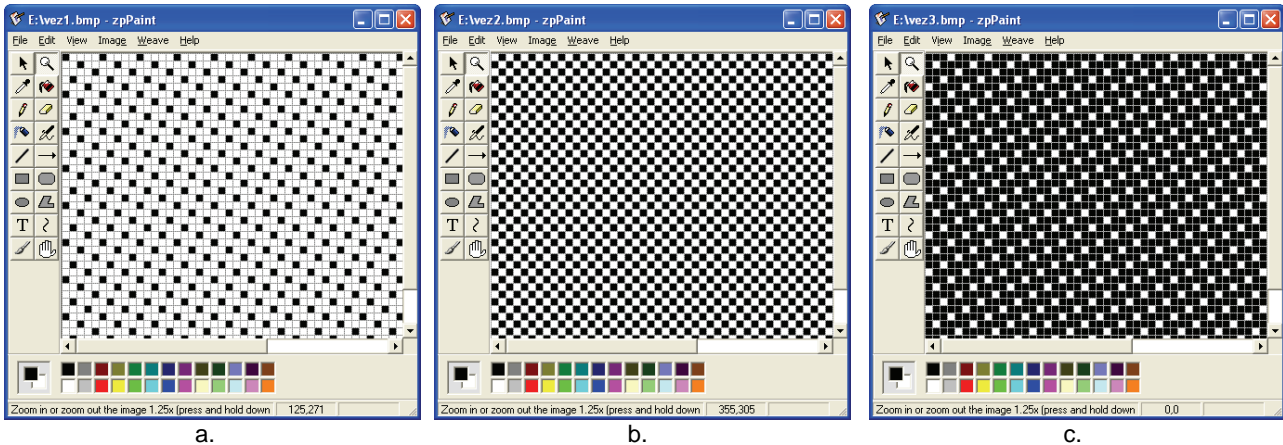 E:\vez1.bmp - zpPaint
File Edit View Image Weave Help
T
Zoom in or zoom out the image 1.25x (press and hold down 125,271
a.
E:\vez2.bmp - zpPaint
File Edit View Image Weave Help
T
Zoom in or zoom out the image 1.25x (press and hold down 355,305
b.
E:\vez3.bmp - zpPaint
File Edit View Image Weave Help
T
Zoom in or zoom out the image 1.25x (press and hold down 0,0
c.